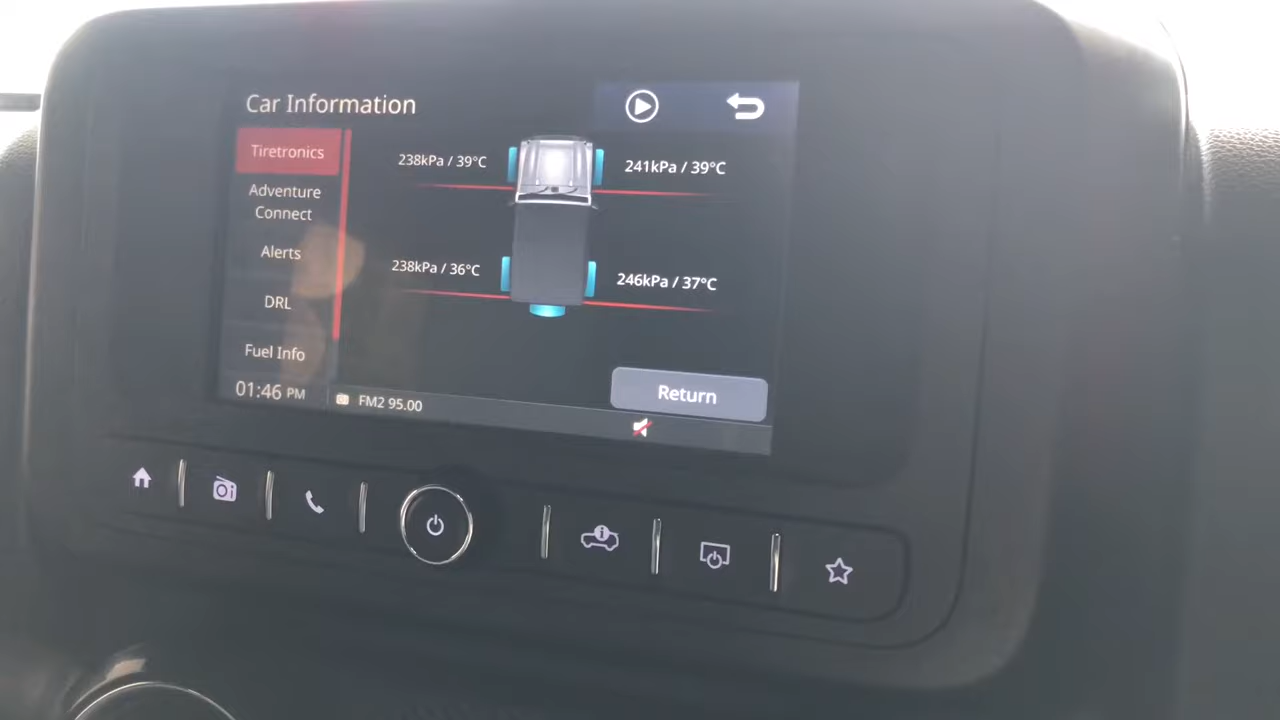 Car Information
Tiretronics
Adventure
Connect
Alerts
DRL
Fuel Info
238kPa / 39°C
241kPa / 39°C
238kPa / 36°C
246kPa / 37°C
Return
01:46 PM
FM2 95.00